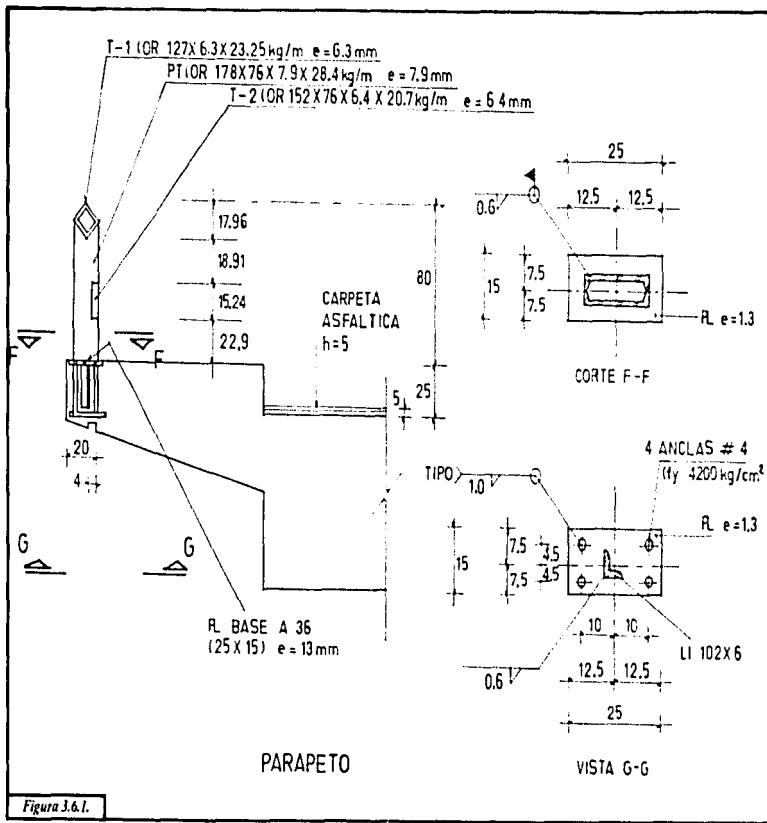 T-1 (OR 127X 6.3 X 23.25 kg/m e = 6.3 mm
PT (OR 178X76 X 7.9 X 28.4 kg/m e = 7.9 mm
T-2 (OR 152 X 76 X 6.4 X 20.7 kg/m e = 6 4 mm
17.96
18.91
15.24
22,9
80
25
5
CARPETA
ASFALTICA
h=5
F
F
20
4
G
G
PL BASE A 36
(25 X 15) e = 13 mm
PARAPETO
25
12.5
12.5
0.6
15
7.5
7.5
PL e = 1.3
CORTE F-F
TIPO
1.0
4 ANCLAS # 4
(fy 4200 kg/cm²
PL e = 1.3
15
7.5
7.5
4.5
4.5
10
10
LI 102 X 6
0.6
12.5
12.5
25
VISTA G-G
Figura 3.6.1.